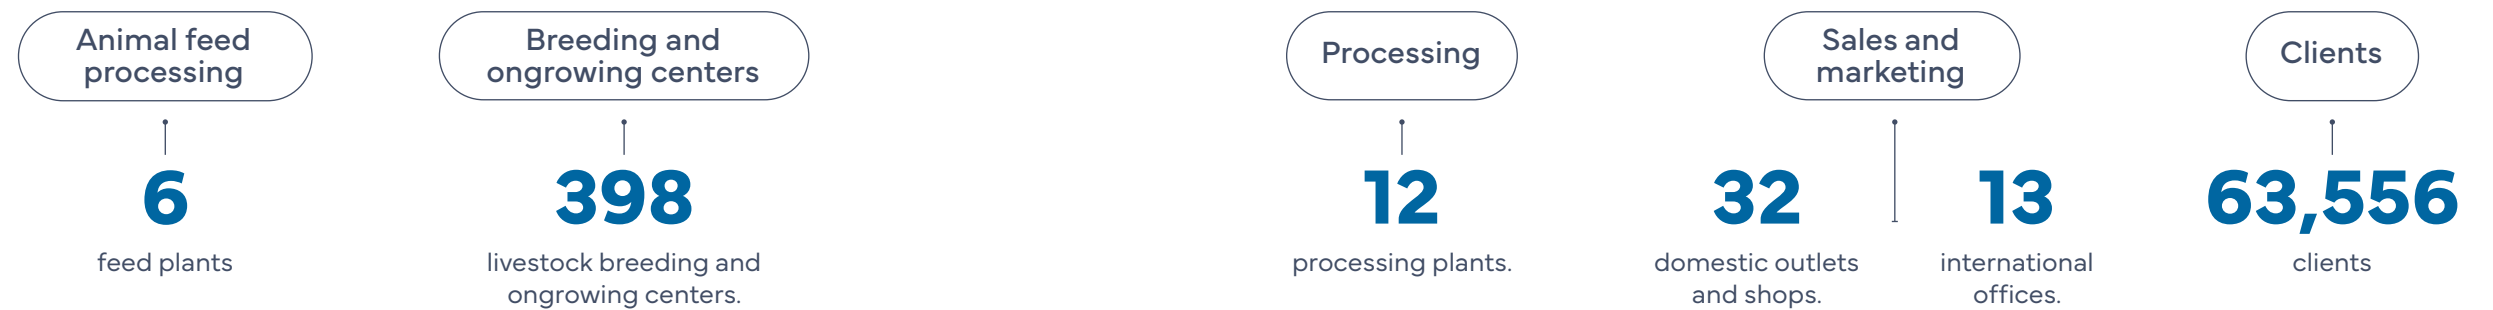 Animal feed
processing
6
feed plants
Breeding and
ongrowing centers
398
livestock breeding and
ongrowing centers.
Processing
12
processing plants.
Sales and
marketing
32
domestic outlets
and shops.
13
international
offices.
Clients
63,556
clients